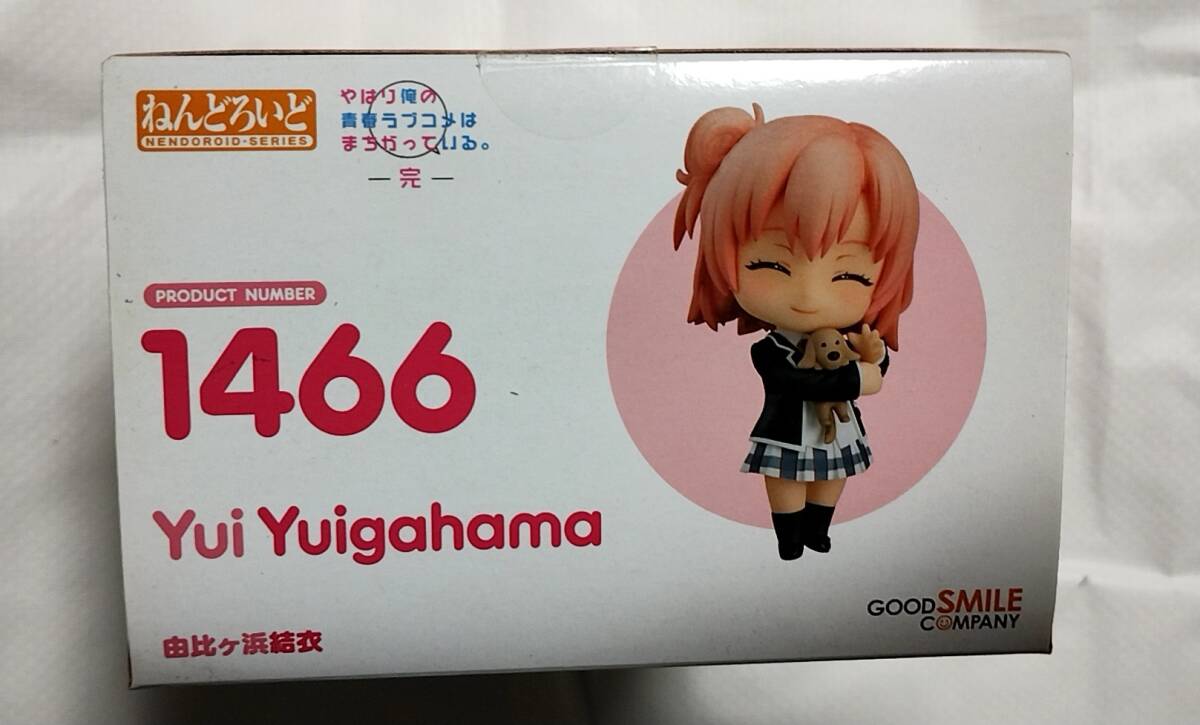 ねんどろいど
NENDOROID-SERIES
やはり俺の
青春ラブコメは
まちがっている。
完
PRODUCT NUMBER
1466
Yui Yuigahama
由比ヶ浜結衣
GOOD SMILE
COMPANY